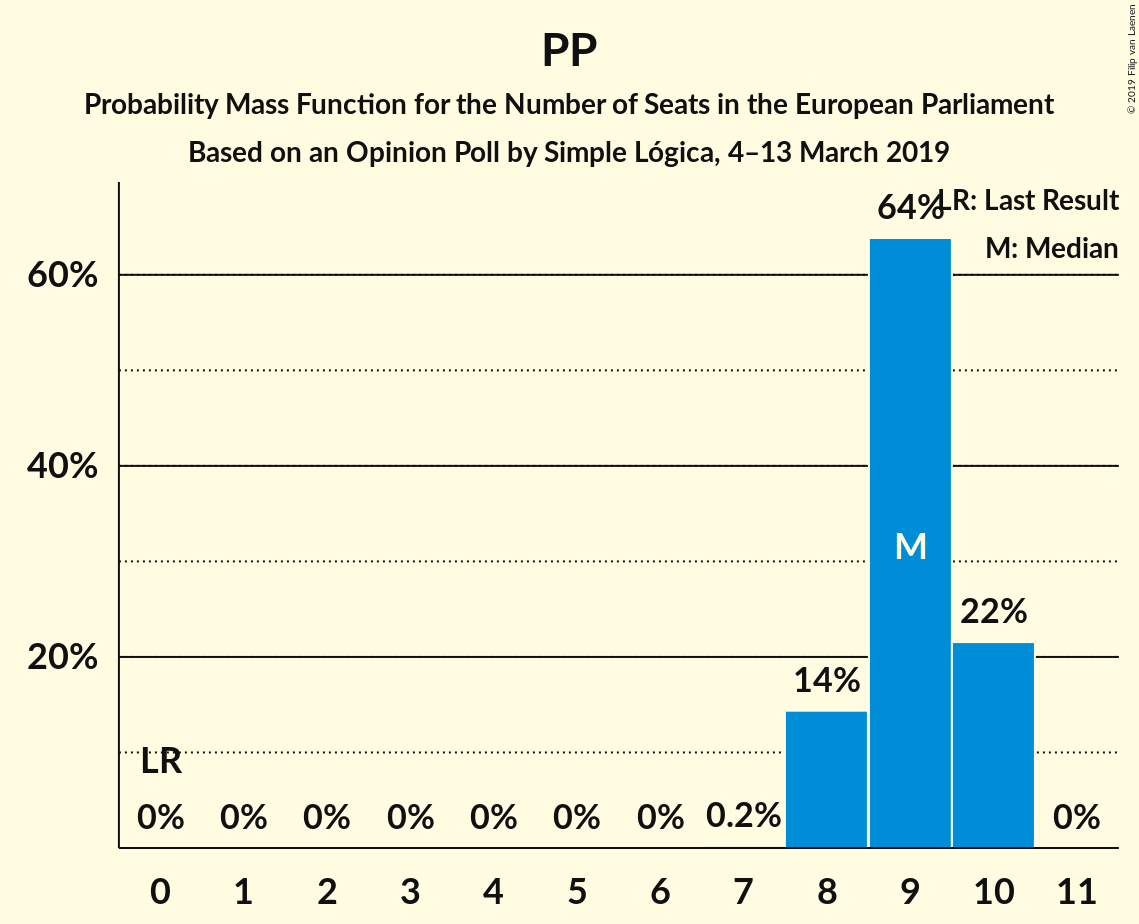 PP
Probability Mass Function for the Number of Seats in the European Parliament
Based on an Opinion Poll by Simple Lógica, 4–13 March 2019
© 2019 Filip van Laenen
LR: Last Result
M: Median
60%
40%
20%
64%
M
22%
14%
LR
0% 0% 0% 0% 0% 0% 0% 0.2% 0%
0 1 2 3 4 5 6 7 8 9 10 11